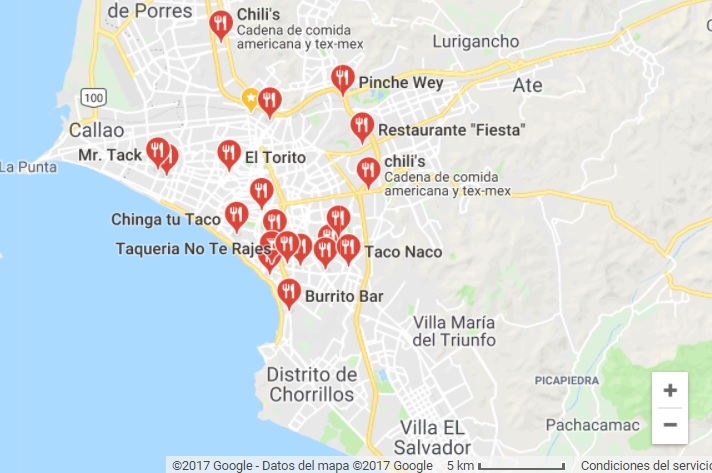 de Porres
Chili's
Cadena de comida
americana y tex-mex
Lurigancho
Pinche Wey
Ate
100
Callao
Restaurante "Fiesta"
Mr. Tack
El Torito
chili's
Cadena de comida
americana y tex-mex
La Punta
Chinga tu Taco
Taqueria No Te Rajes
Taco Naco
Burrito Bar
Villa María
del Triunfo
Distrito de
Chorrillos
PICAPIEDRA
+
Pachacamac
−
Villa EL
Salvador
©2017 Google - Datos del mapa ©2017 Google
5 km
Condiciones del servicio